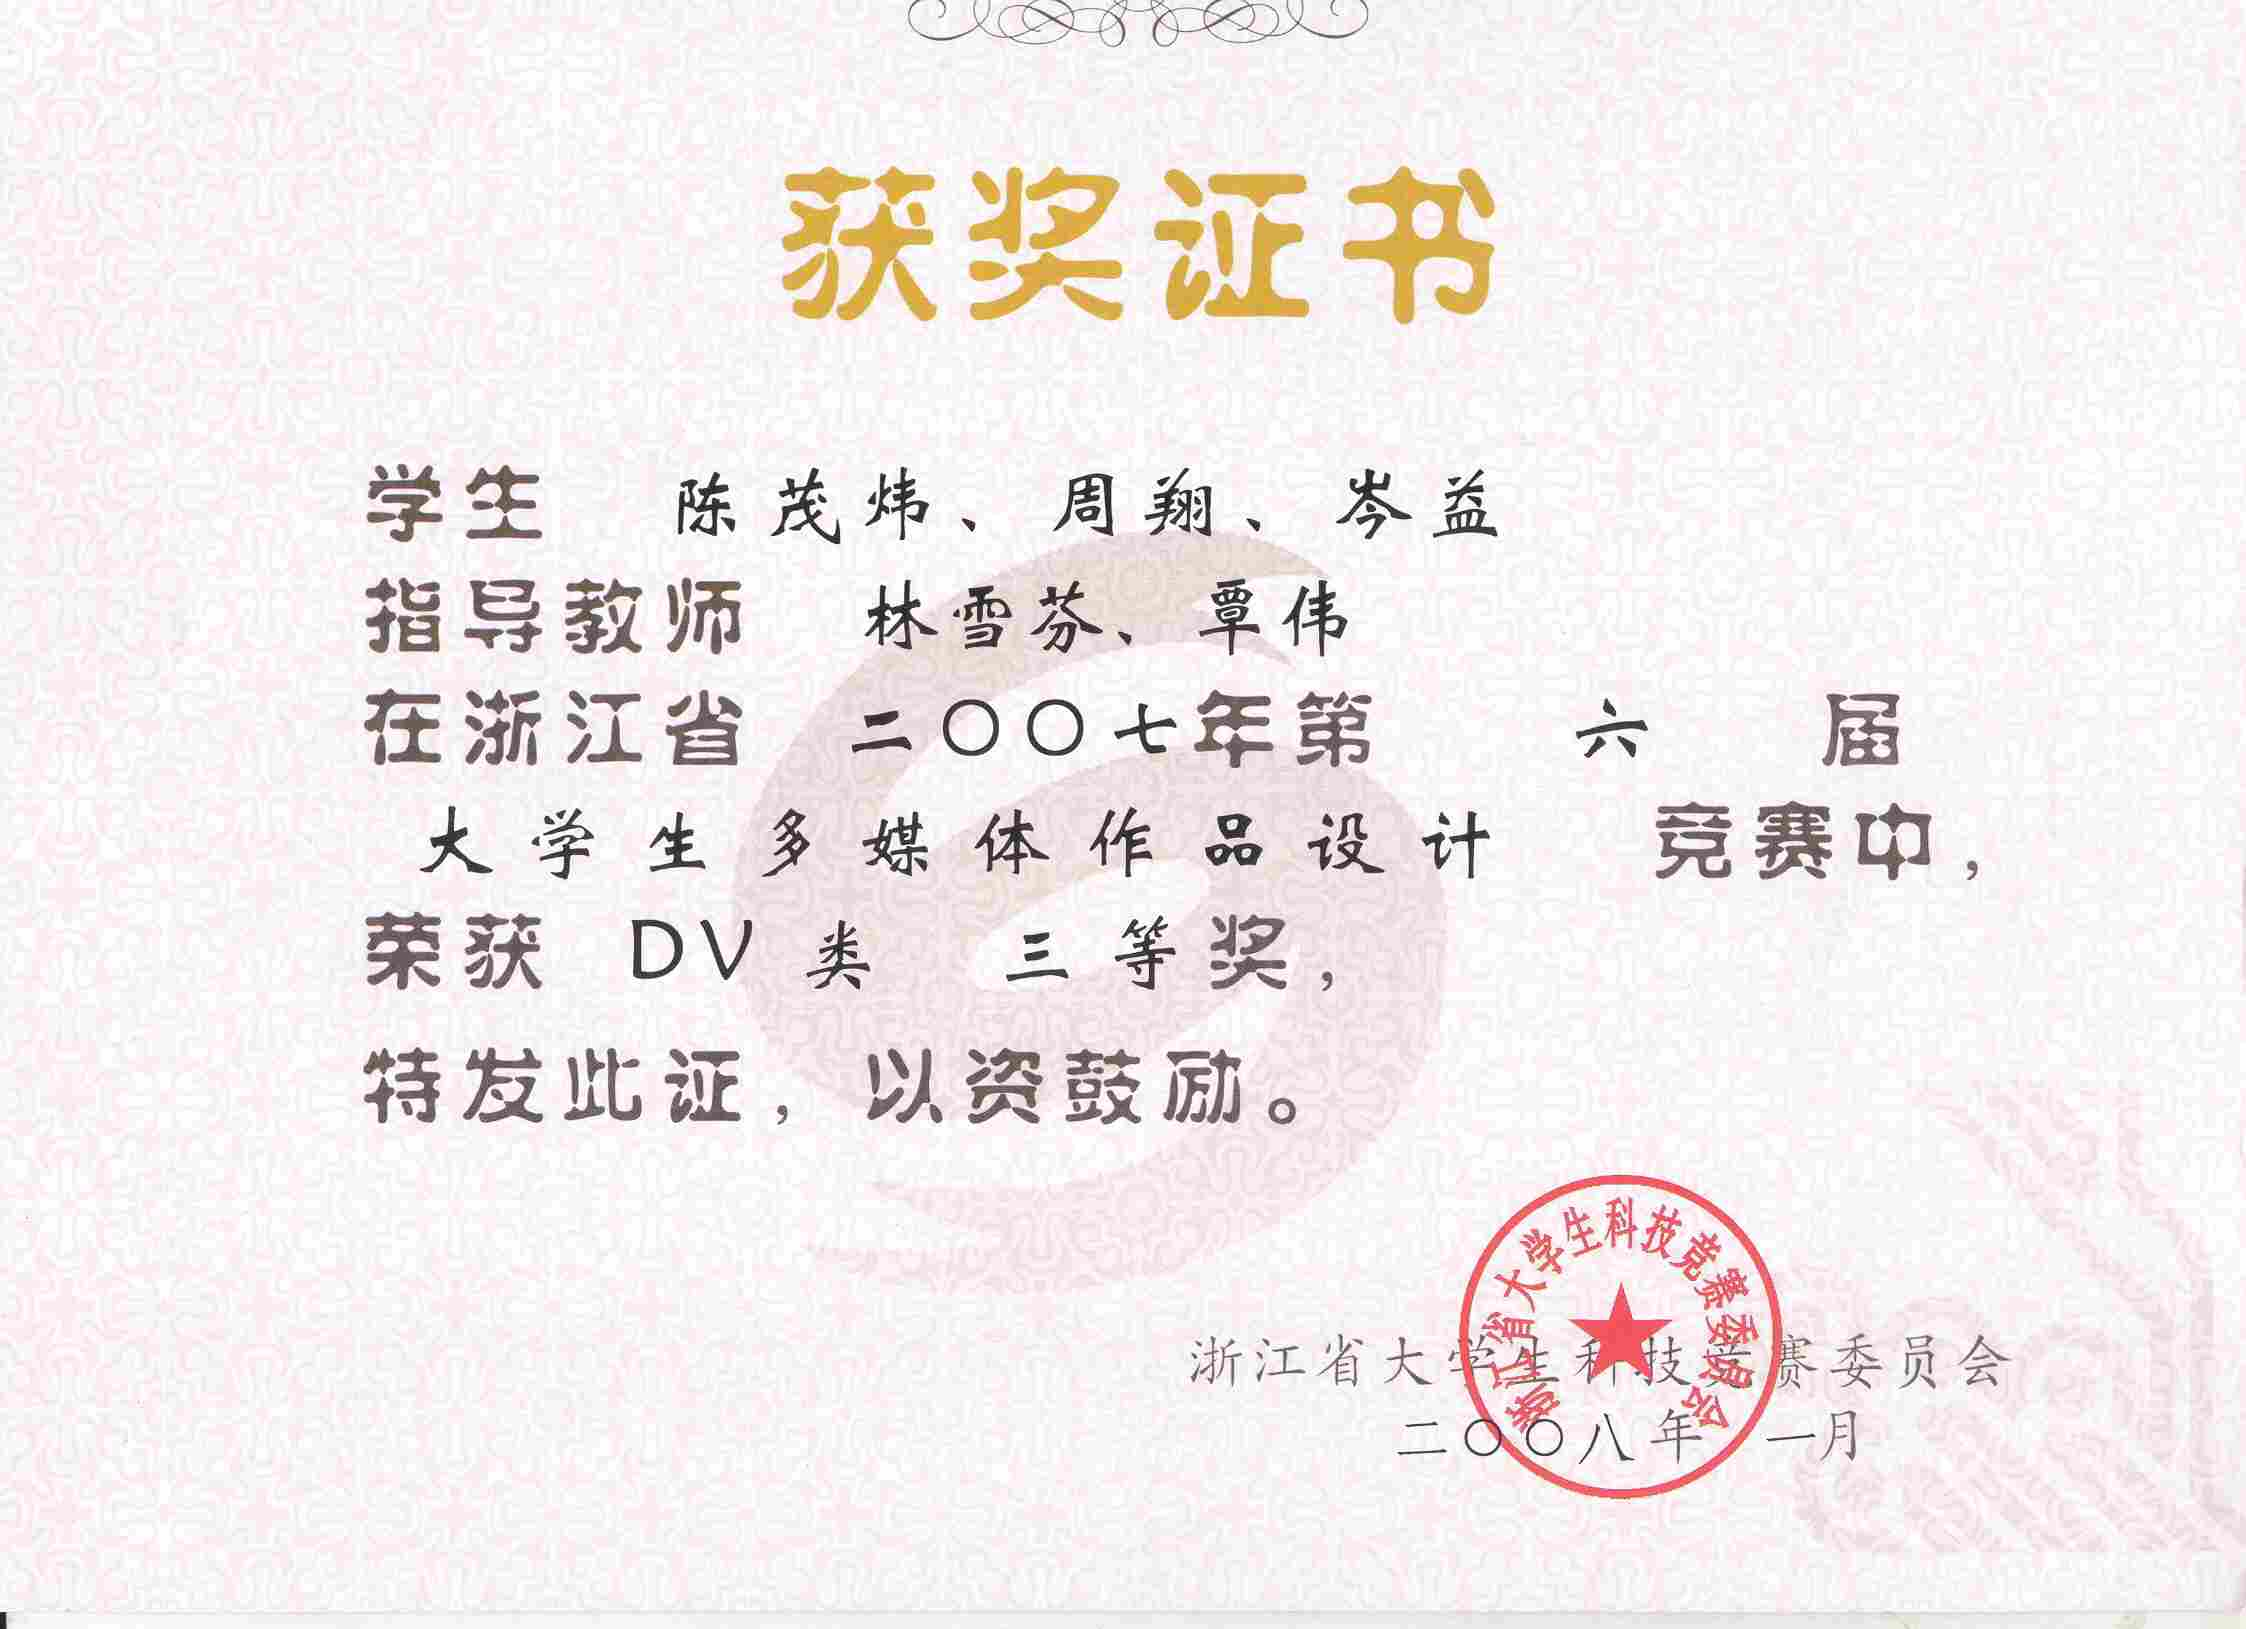 获奖证书
学生 陈茂炜、周翔、岑益
指导教师 林雪芬、覃伟
在浙江省 二〇〇七年第 六 届
大学生多媒体作品设计 竞赛中，
荣获 DV类 三等奖，
特发此证，以资鼓励。
浙江省大学生科技竞赛委员会
浙江省大学生科技竞赛委员会
二〇〇八年 一月